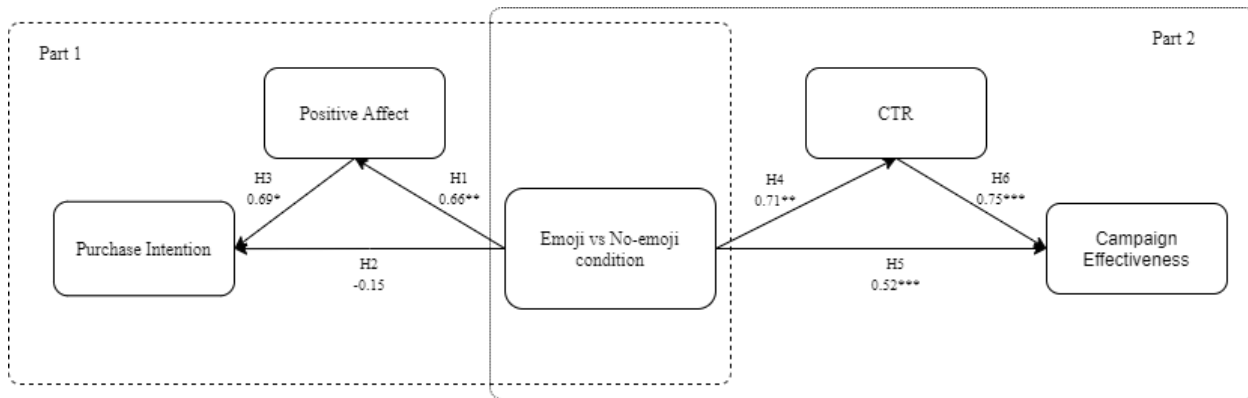 Part 1
Part 2
Positive Affect
CTR
H3
0.69*
H1
0.66**
H4
0.71**
H6
0.75***
Purchase Intention
Emoji vs No-emoji
condition
Campaign
Effectiveness
H2
-0.15
H5
0.52***